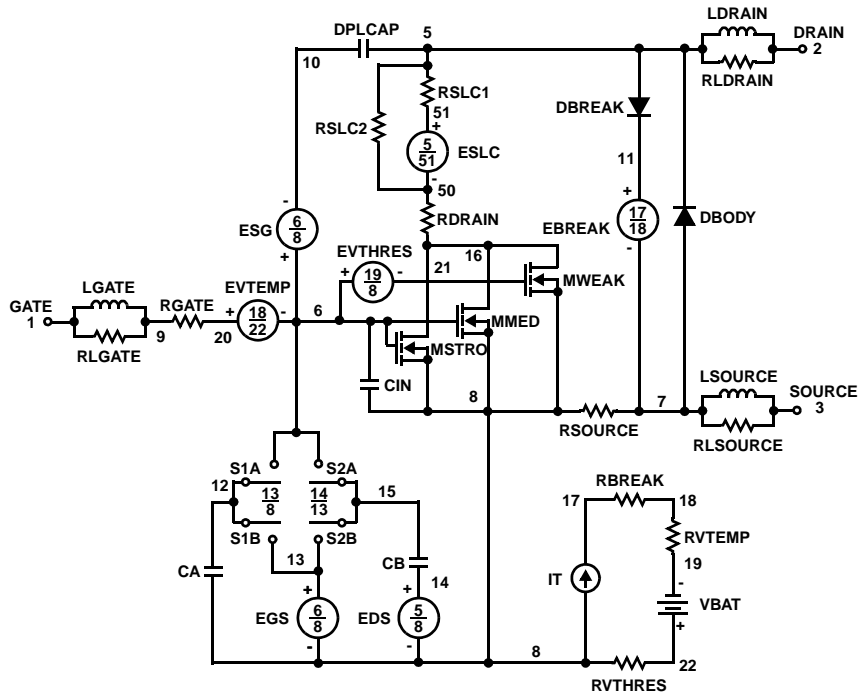 LDRAIN
DPLCAP 5 DRAIN
10 2
RLDRAIN
RSLC1
51
RSLC2 + DBREAK
5
51 ESLC
11
-
50
- +
6
8 ESG RDRAIN 17
18 EBREAK DBODY
+ EVTHRES 16 -
+ 19
8 - 21 MWEAK
LGATE EVTEMP
GATE RGATE + 18
22 - 6 MMED
1 9 20 MSTRO
RLGATE
CIN LSOURCE
8 7 SOURCE
3
RSOURCE RLSOURCE
S1A S2A
12 13
8 14
13 15 RBREAK
17 18
S1B S2B
13 RVTEMP
CA CB 19
14 IT -
+ + VBAT
EGS 6
8 EDS 5
8 +
- - 8 22
RVTHRES